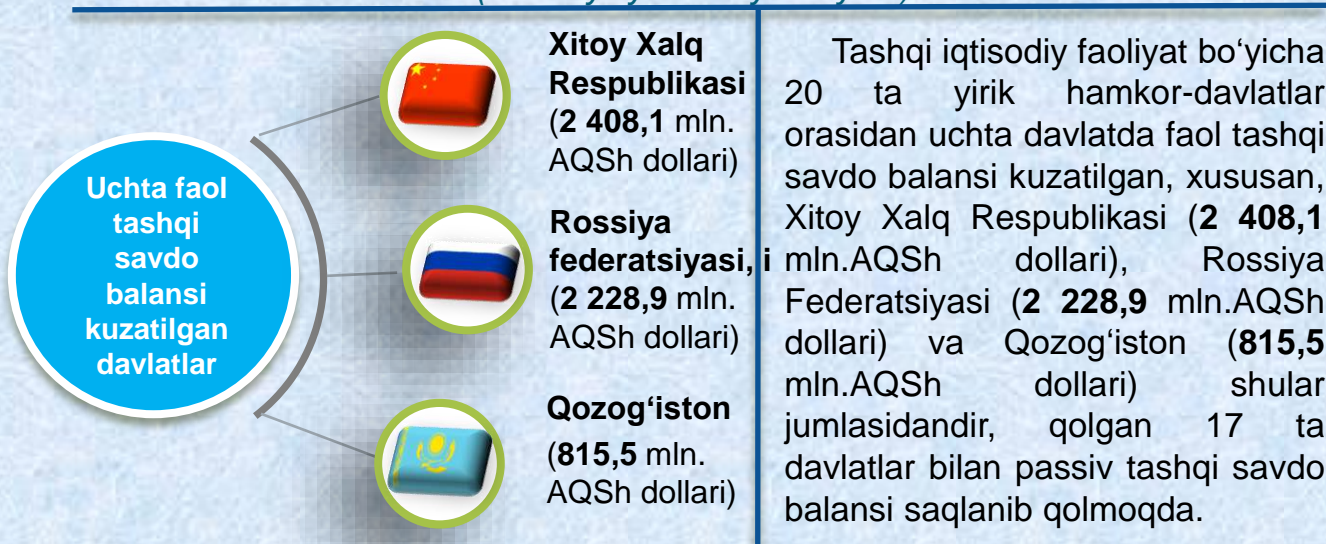 Xitoy Xalq
Respublikasi
(2 408,1 mln.
AQSh dollari)
Uchta faol
tashqi
savdo
balansi
kuzatilgan
davlatlar
Rossiya
federatsiyasi, i
(2 228,9 mln.
AQSh dollari)
Qozog‘iston
(815,5 mln.
AQSh dollari)
Tashqi iqtisodiy faoliyat bo‘yicha
20 ta yirik hamkor-davlatlar
orasidan uchta davlatda faol tashqi
savdo balansi kuzatilgan, xususan,
Xitoy Xalq Respublikasi (2 408,1
mln.AQSh dollari), Rossiya
Federatsiyasi (2 228,9 mln.AQSh
dollari) va Qozog‘iston (815,5
mln.AQSh dollari) shular
jumlasidandir, qolgan 17 ta
davlatlar bilan passiv tashqi savdo
balansi saqlanib qolmoqda.